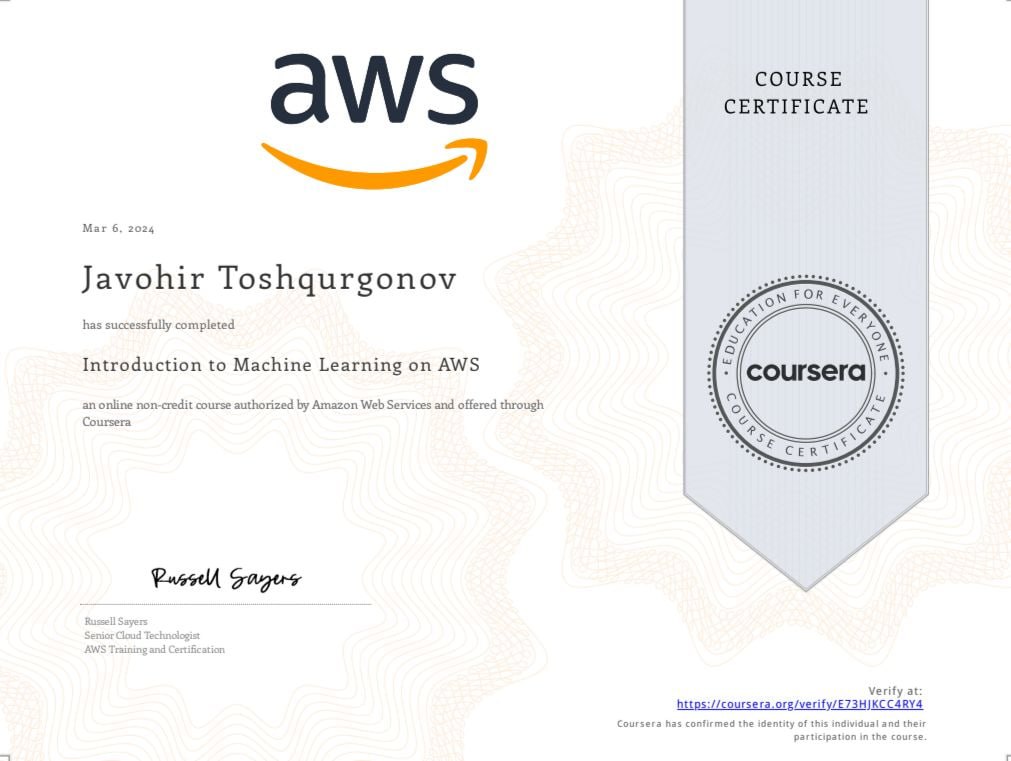 aws
COURSE
CERTIFICATE
Mar 6, 2024
Javohir Toshqurgonov
has successfully completed
Introduction to Machine Learning on AWS
an online non-credit course authorized by Amazon Web Services and offered through
Coursera
EDUCATION FOR EVERYONE
coursera
COURSE CERTIFICATE
Russell Sayers
Russell Sayers
Senior Cloud Technologist
AWS Training and Certification
Verify at:
https://coursera.org/verify/E73HJKCC4RY4
Coursera has confirmed the identity of this individual and their
participation in the course.